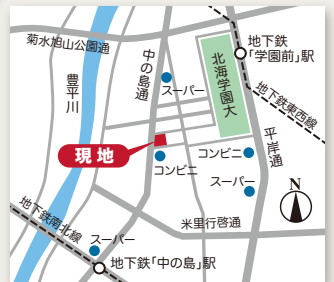 菊水旭山公園通
中の島通
豊平川
スーパー
北海学園大
地下鉄
「学園前」駅
地下鉄東西線
平岸通
現地
コンビニ
コンビニ
スーパー
N
米里行啓通
地下鉄南北線
スーパー
地下鉄「中の島」駅